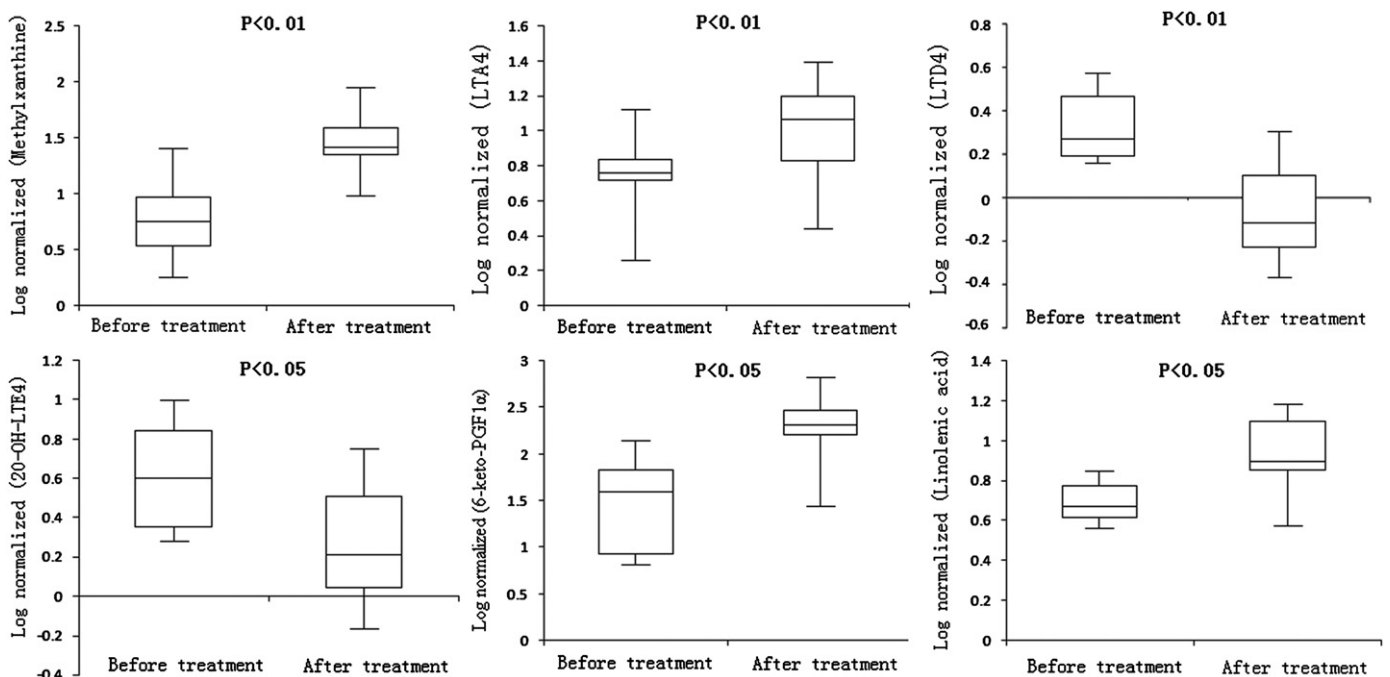 Log normalized (Methylxanthine)
P<0.01
2.5
2
1.5
1
0.5
0
Before treatment
After treatment
Log normalized (LTA4)
P<0.01
1.6
1.4
1.2
1
0.8
0.6
0.4
0.2
0
Before treatment
After treatment
Log normalized (LTD4)
P<0.01
0.8
0.6
0.4
0.2
0
-0.2
-0.4
-0.6
Before treatment
After treatment
Log normalized (20-OH-LTE4)
P<0.05
1.2
1
0.8
0.6
0.4
0.2
0
-0.2
-0.4
Before treatment
After treatment
Log normalized (6-keto-PGF1α)
P<0.05
3
2.5
2
1.5
1
0.5
0
Before treatment
After treatment
Log normalized (Linolenic acid)
P<0.05
1.4
1.2
1
0.8
0.6
0.4
0.2
0
Before treatment
After treatment